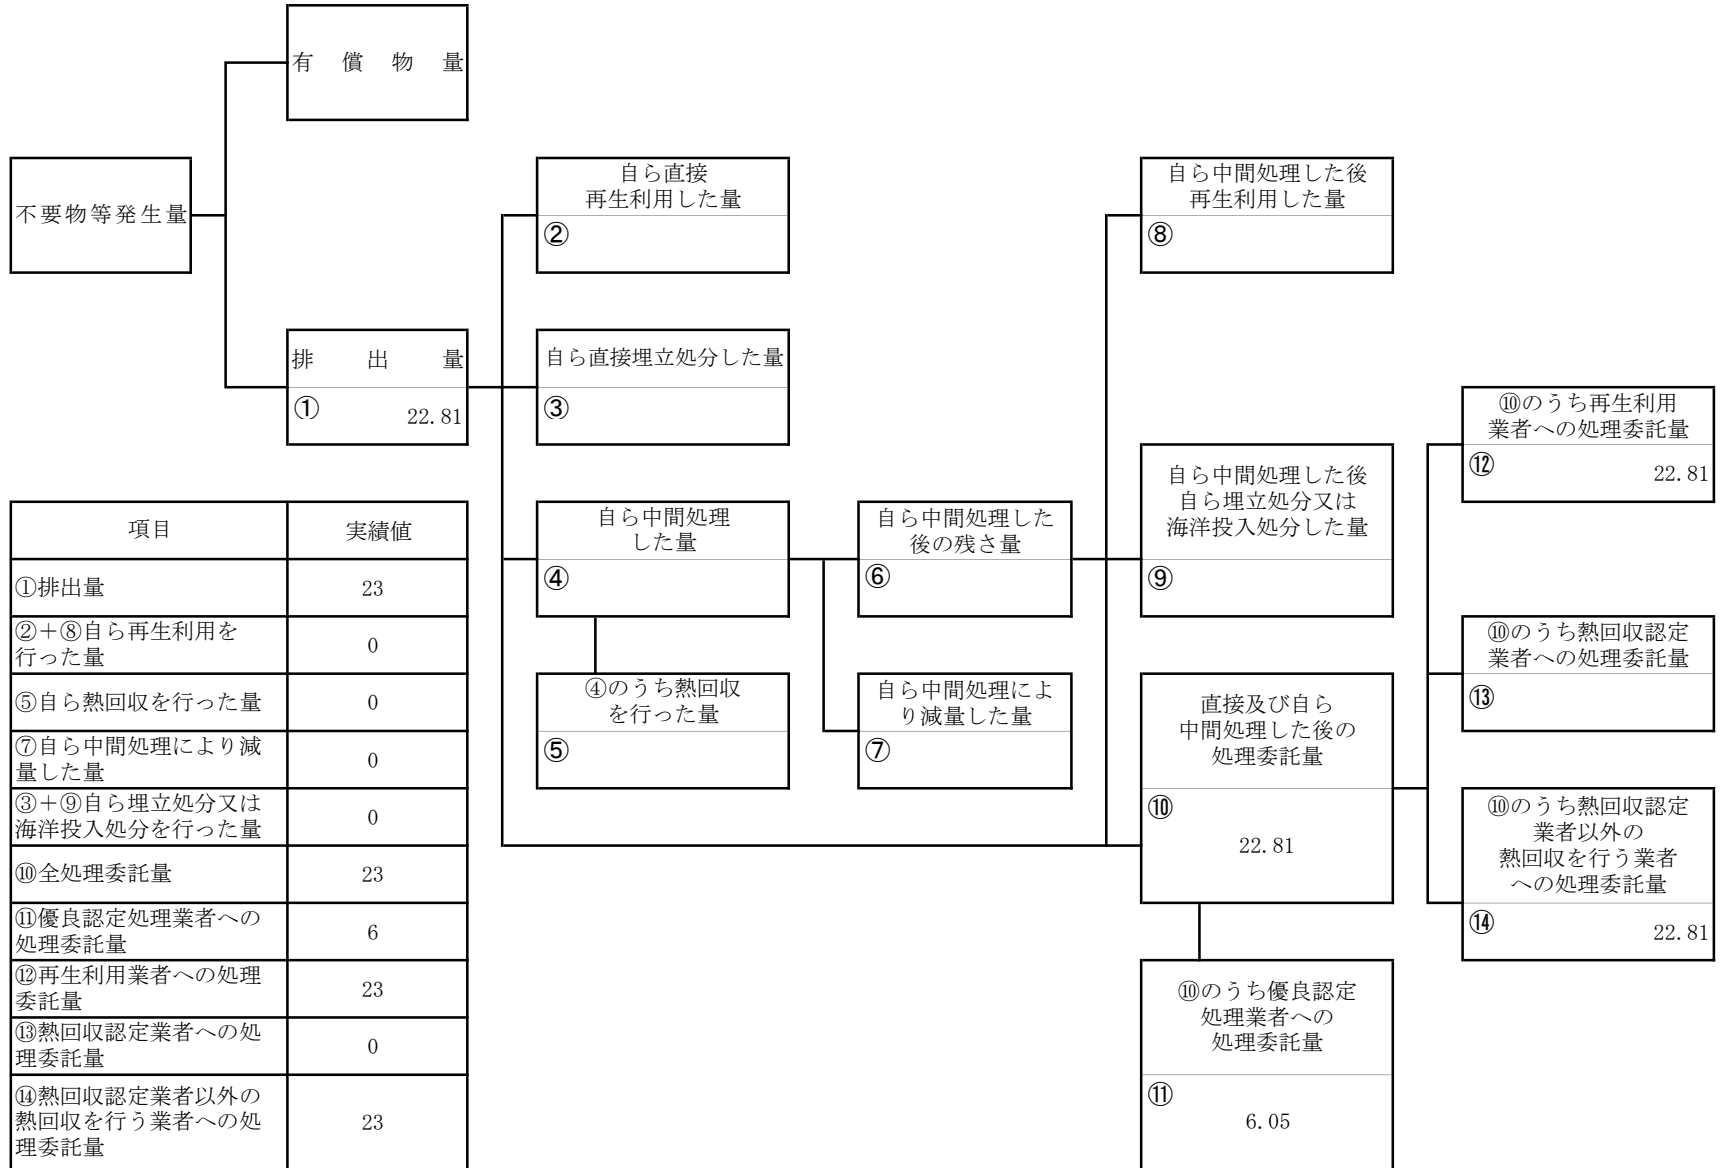 有償物量
不要物等発生量
排出量
① 22.81
自ら直接
再生利用した量
②
自ら直接埋立処分した量
③
自ら中間処理
した量
④
④のうち熱回収
を行った量
⑤
自ら中間処理した
後の残さ量
⑥
自ら中間処理によ
り減量した量
⑦
自ら中間処理した後
再生利用した量
⑧
自ら中間処理した後
自ら埋立処分又は
海洋投入処分した量
⑨
直接及び自ら
中間処理した後の
処理委託量
⑩
22.81
⑩のうち優良認定
処理業者への
処理委託量
⑪
6.05
⑩のうち再生利用
業者への処理委託量
⑫ 22.81
⑩のうち熱回収認定
業者への処理委託量
⑬
⑩のうち熱回収認定
業者以外の
熱回収を行う業者
への処理委託量
⑭ 22.81
項目 実績値
①排出量 23
②+⑧自ら再生利用を
行った量 0
⑤自ら熱回収を行った量 0
⑦自ら中間処理により減
量した量 0
③+⑨自ら埋立処分又は
海洋投入処分を行った量 0
⑩全処理委託量 23
⑪優良認定処理業者への
処理委託量 6
⑫再生利用業者への処理
委託量 23
⑬熱回収認定業者への処
理委託量 0
⑭熱回収認定業者以外の
熱回収を行う業者への処
理委託量 23